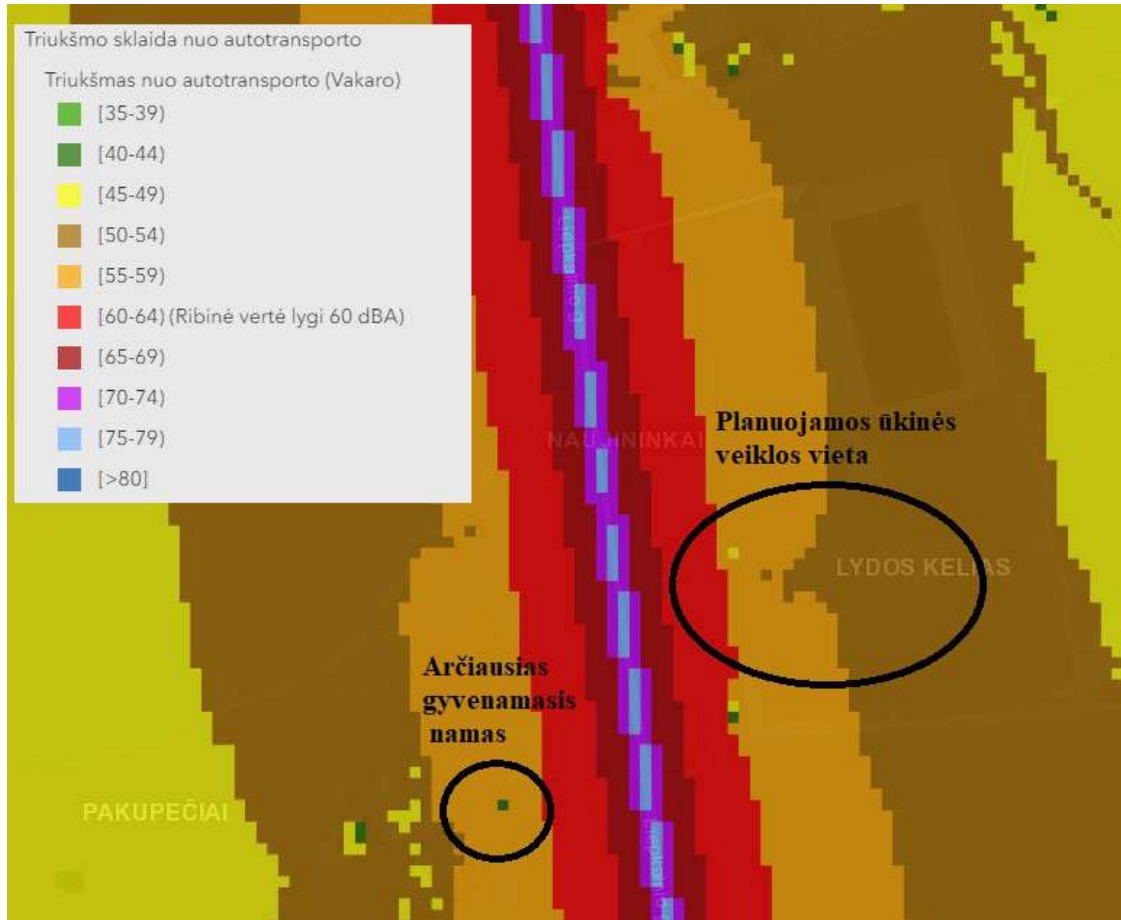 Triukšmo sklaida nuo autotransporto
Triukšmas nuo autotransporto (Vakaro)
[35-39)
[40-44)
[45-49)
[50-54)
[55-59)
[60-64) (Ribinė vertė lygi 60 dBA)
[65-69)
[70-74)
[75-79)
[>80]
NAUJININKAI
Planuojamos ūkinės
veiklos vieta
LYDOS KELIAS
Arčiausias
gyvenamasis
namas
PAKUPEČIAI